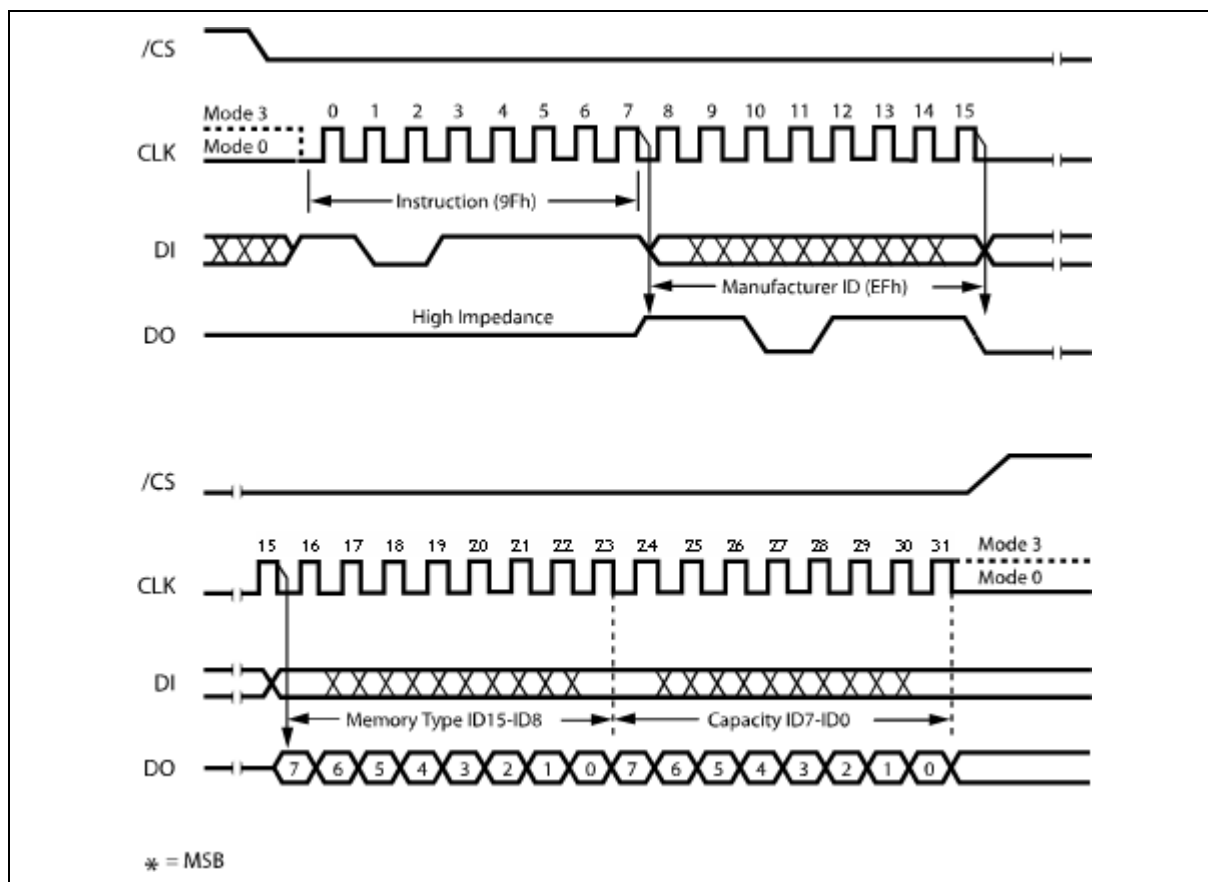 /CS
Mode 3
0 1 2 3 4 5 6 7 8 9 10 11 12 13 14 15
CLK
Mode 0
Instruction (9Fh)
DI
Manufacturer ID (EFh)
High Impedance
DO
/CS
15 16 17 18 19 20 21 22 23 24 25 26 27 28 29 30 31
Mode 3
CLK
Mode 0
DI
Memory Type ID15-ID8
Capacity ID7-ID0
DO
7 6 5 4 3 2 1 0 7 6 5 4 3 2 1 0
* = MSB